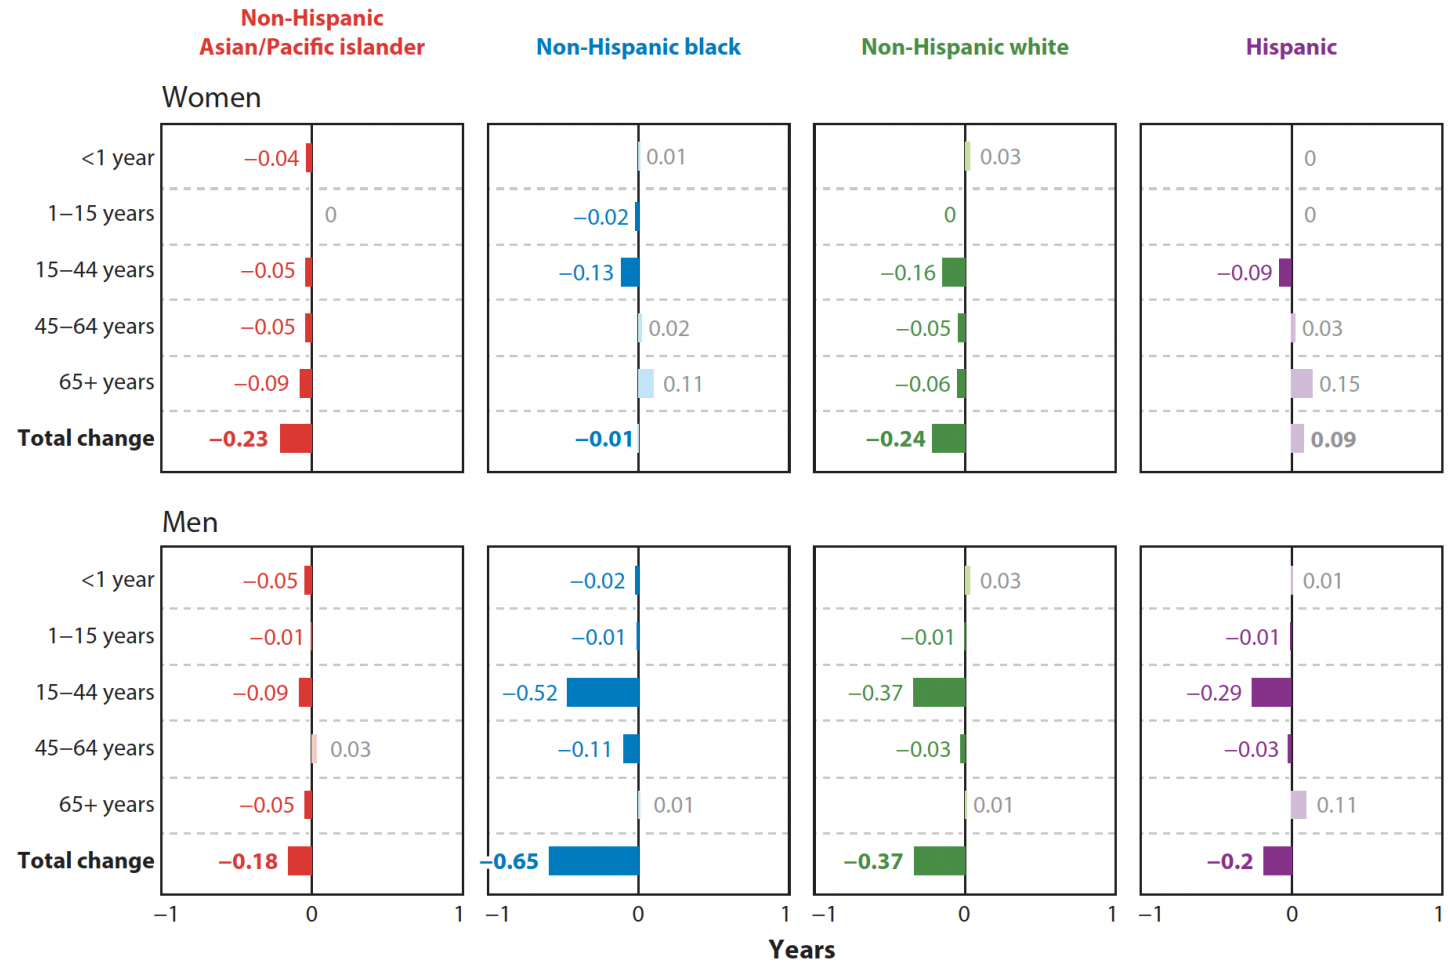 Non-Hispanic
Asian/Pacific islander
Non-Hispanic black
Non-Hispanic white
Hispanic
Women
<1 year −0.04 0.01 0.03 0
1–15 years 0 −0.02 0 0
15–44 years −0.05 −0.13 −0.16 −0.09
45–64 years −0.05 0.02 −0.05 0.03
65+ years −0.09 0.11 −0.06 0.15
Total change −0.23 −0.01 −0.24 0.09
Men
<1 year −0.05 −0.02 0.03 0.01
1–15 years −0.01 −0.01 −0.01 −0.01
15–44 years −0.09 −0.52 −0.37 −0.29
45–64 years 0.03 −0.11 −0.03 −0.03
65+ years −0.05 0.01 0.01 0.11
Total change −0.18 −0.65 −0.37 −0.2
−1 0 1 −1 0 1 −1 0 1 −1 0 1
Years